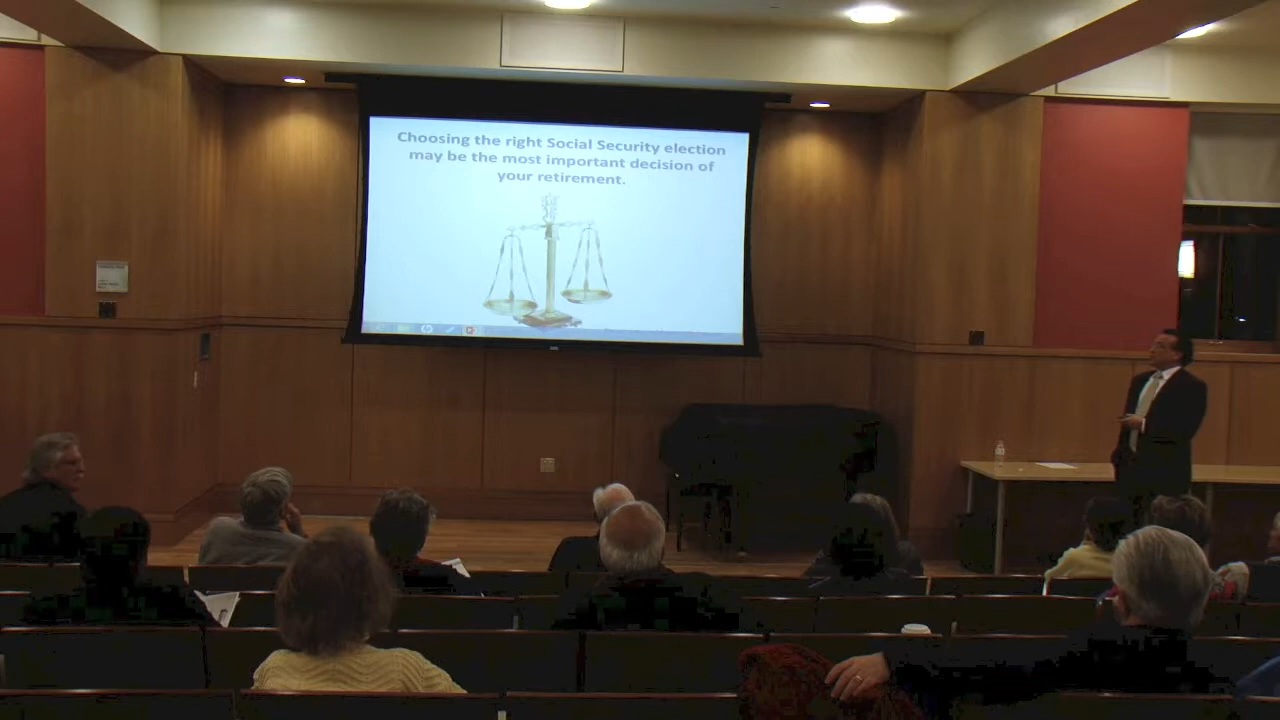 Choosing the right Social Security election
may be the most important decision of
your retirement.